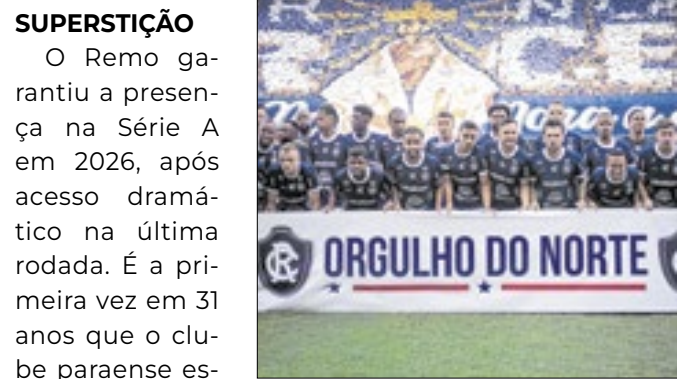 SUPERSTIÇÃO
O Remo ga-
rantiu a presen-
ça na Série A
em 2026, após
acesso dramá-
tico na última
rodada. É a pri-
meira vez em 31
anos que o clu-
be paraense es-
ORGULHO DO NORTE